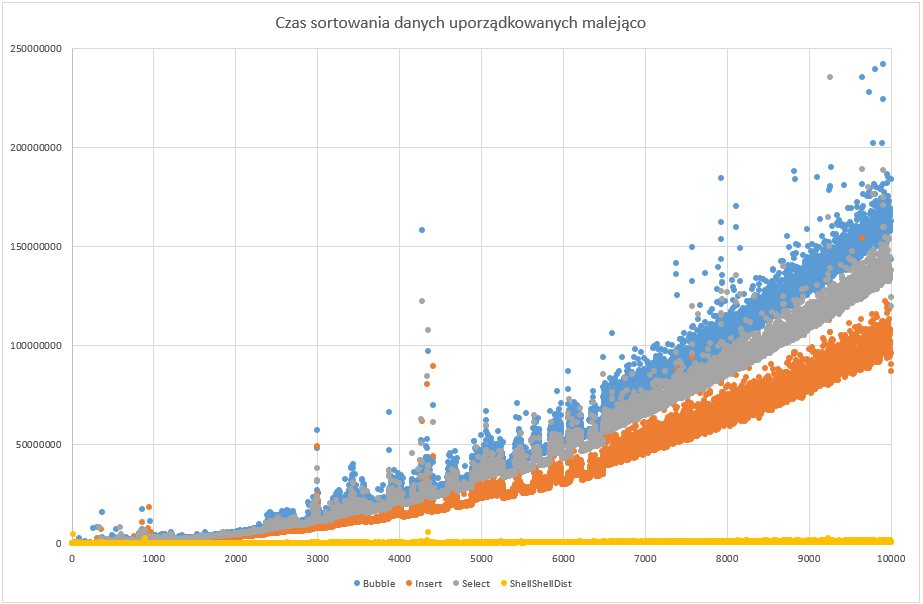 Czas sortowania danych uporządkowanych malejąco
250000000
200000000
150000000
100000000
50000000
0
0 1000 2000 3000 4000 5000 6000 7000 8000 9000 10000
Bubble Insert Select ShellShellDist